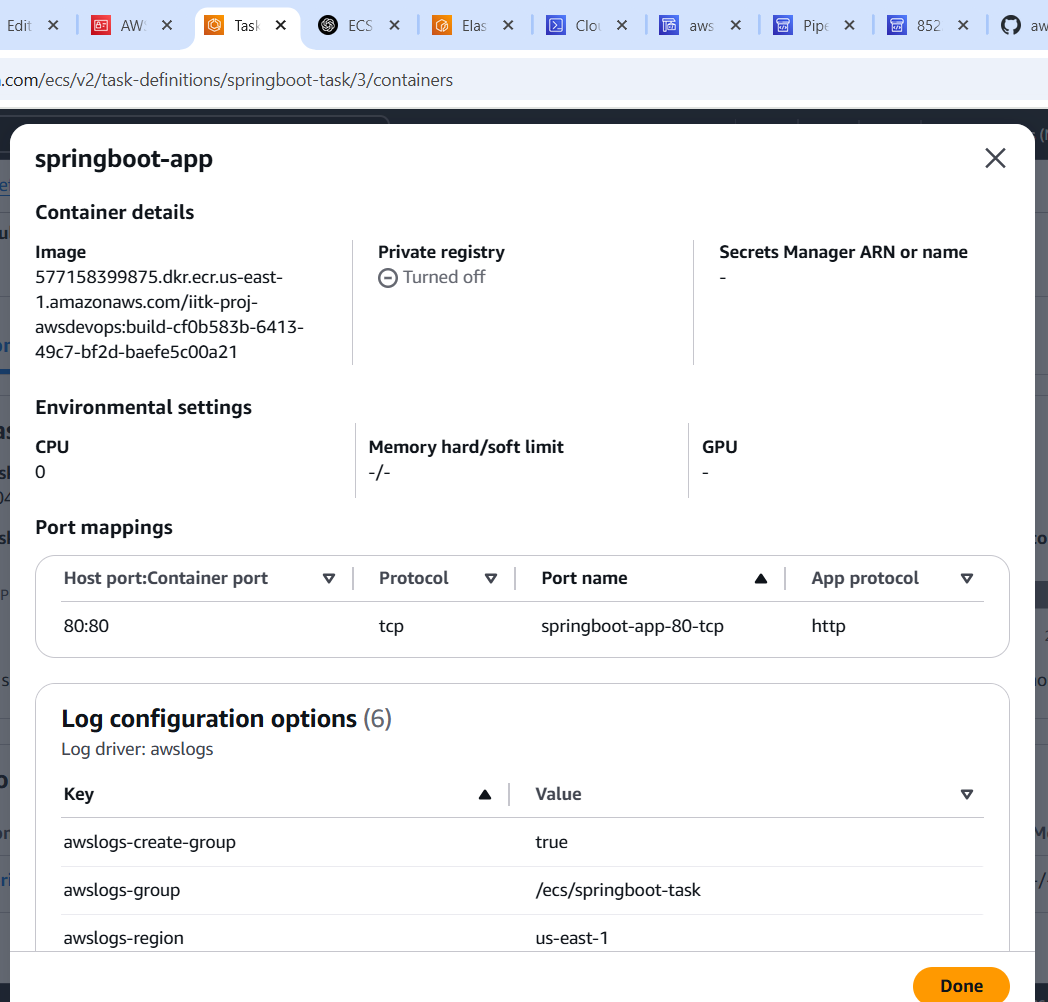 Edit
AWS
Task
ECS
Elas
Clou
aws
Pipe
852
aw
.com/ecs/v2/task-definitions/springboot-task/3/containers
springboot-app
Container details
Image
577158399875.dkr.ecr.us-east-
1.amazonaws.com/iitk-proj-
awsdevops:build-cf0b583b-6413-
49c7-bf2d-baefe5c00a21
Private registry
Turned off
Secrets Manager ARN or name
-
Environmental settings
CPU
0
Memory hard/soft limit
-/-
GPU
-
Port mappings
Host port:Container port Protocol Port name App protocol
80:80 tcp springboot-app-80-tcp http
Log configuration options (6)
Log driver: awslogs
Key Value
awslogs-create-group true
awslogs-group /ecs/springboot-task
awslogs-region us-east-1
Done